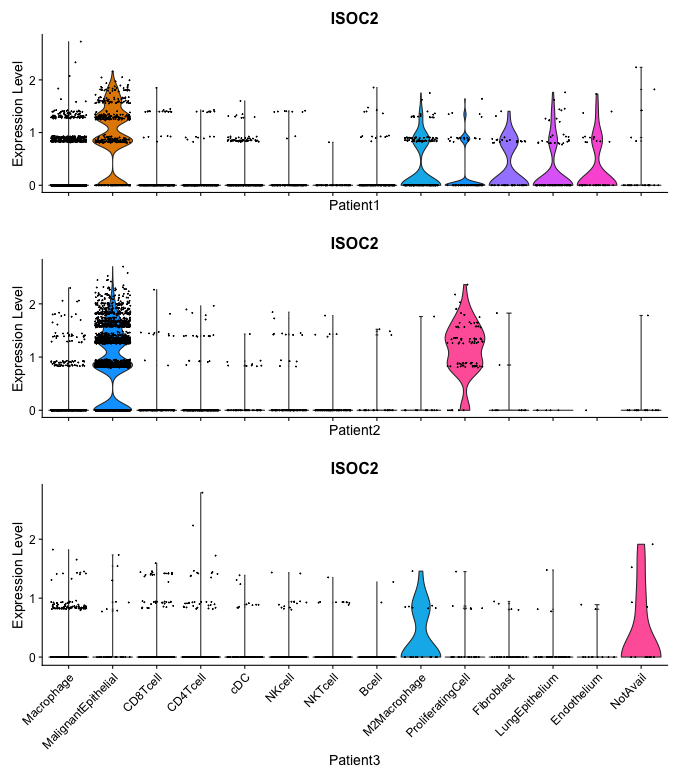 ISOC2
Expression Level
2
1
0
Patient1
ISOC2
Expression Level
2
1
0
Patient2
ISOC2
Expression Level
2
1
0
Macrophage
MalignantEpithelial
CD8Tcell
CD4Tcell
cDC
NKcell
NKTcell
Bcell
M2Macrophage
ProliferatingCell
Fibroblast
LungEpithelium
Endothelium
NotAvail
Patient3